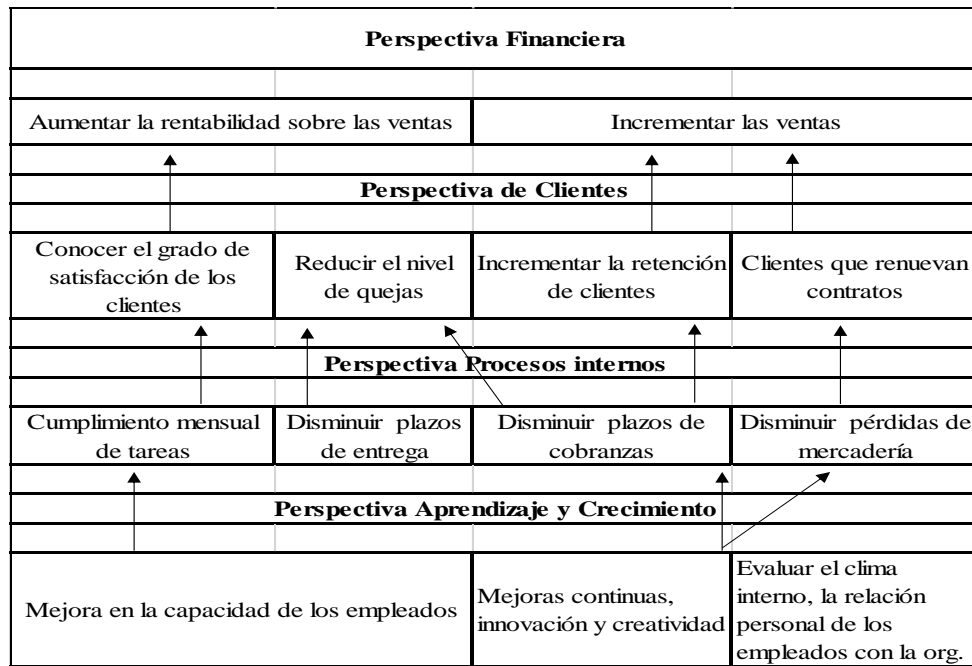 Perspectiva Financiera
Aumentar la rentabilidad sobre las ventas
Incrementar las ventas
Perspectiva de Clientes
Conocer el grado de
satisfacción de los
clientes
Reducir el nivel
de quejas
Incrementar la retención
de clientes
Clientes que renuevan
contratos
Perspectiva Procesos internos
Cumplimiento mensual
de tareas
Disminuir plazos
de entrega
Disminuir plazos de
cobranzas
Disminuir pérdidas de
mercadería
Perspectiva Aprendizaje y Crecimiento
Mejora en la capacidad de los empleados
Mejoras continuas,
innovación y creatividad
Evaluar el clima
interno, la relación
personal de los
empleados con la org.